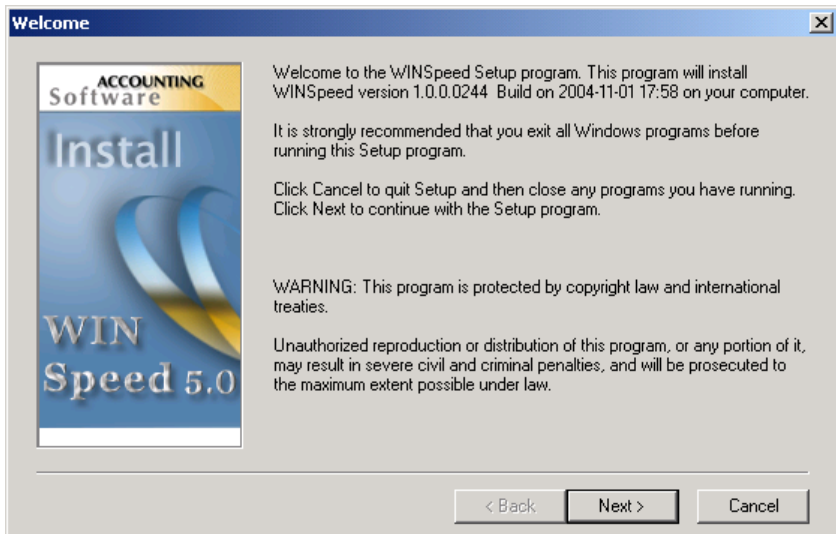 Welcome
ACCOUNTING
Software
Install
WIN
Speed 5.0
Welcome to the WINSpeed Setup program. This program will install
WINSpeed version 1.0.0.0244  Build on 2004-11-01 17:58 on your computer.
It is strongly recommended that you exit all Windows programs before
running this Setup program.
Click Cancel to quit Setup and then close any programs you have running.
Click Next to continue with the Setup program.
WARNING: This program is protected by copyright law and international
treaties.
Unauthorized reproduction or distribution of this program, or any portion of it,
may result in severe civil and criminal penalties, and will be prosecuted to
the maximum extent possible under law.
< Back
Next >
Cancel